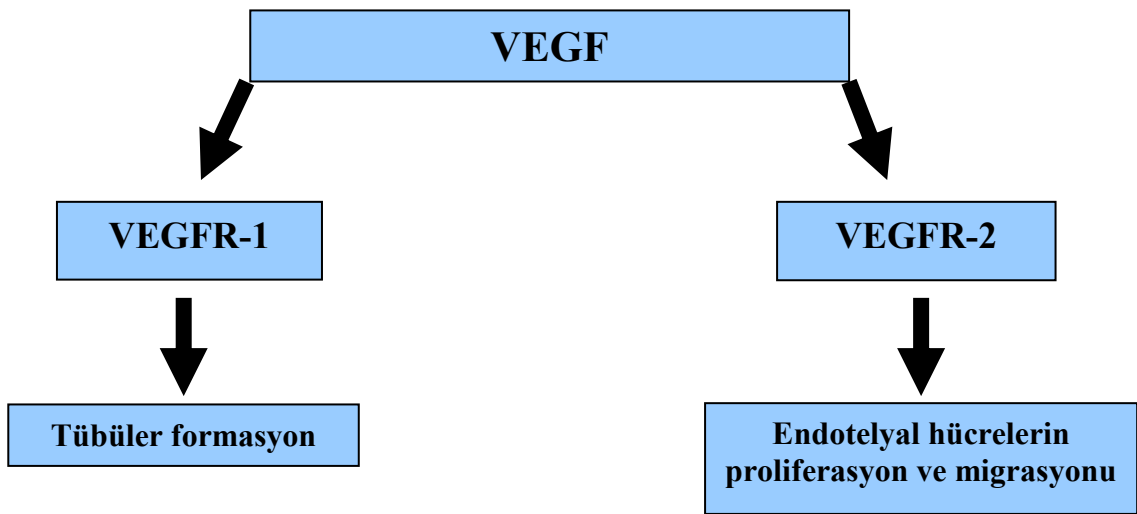 VEGF
VEGFR-1
VEGFR-2
Tübüler formasyon
Endotelyal hücrelerin
proliferasyon ve migrasyonu